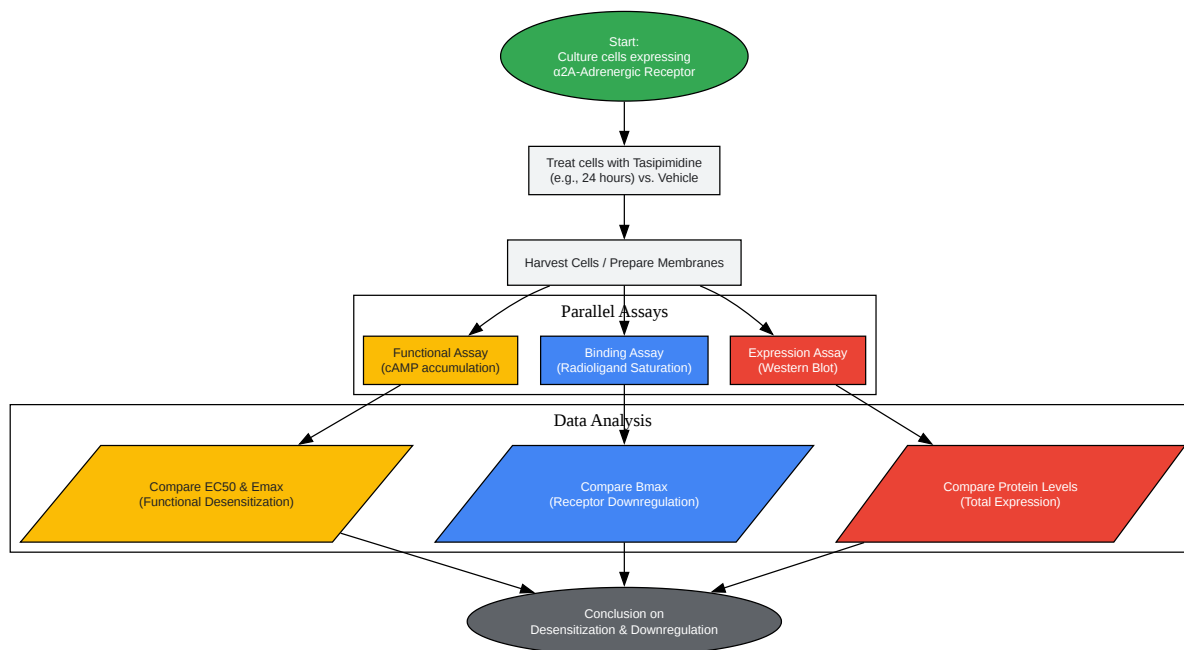 Start:
Culture cells expressing
α2A-Adrenergic Receptor
Treat cells with Tasipimidine
(e.g., 24 hours) vs. Vehicle
Harvest Cells / Prepare Membranes
Parallel Assays
Functional Assay
(cAMP accumulation)
Binding Assay
(Radioligand Saturation)
Expression Assay
(Western Blot)
Data Analysis
Compare EC50 & Emax
(Functional Desensitization)
Compare Bmax
(Receptor Downregulation)
Compare Protein Levels
(Total Expression)
Conclusion on
Desensitization & Downregulation